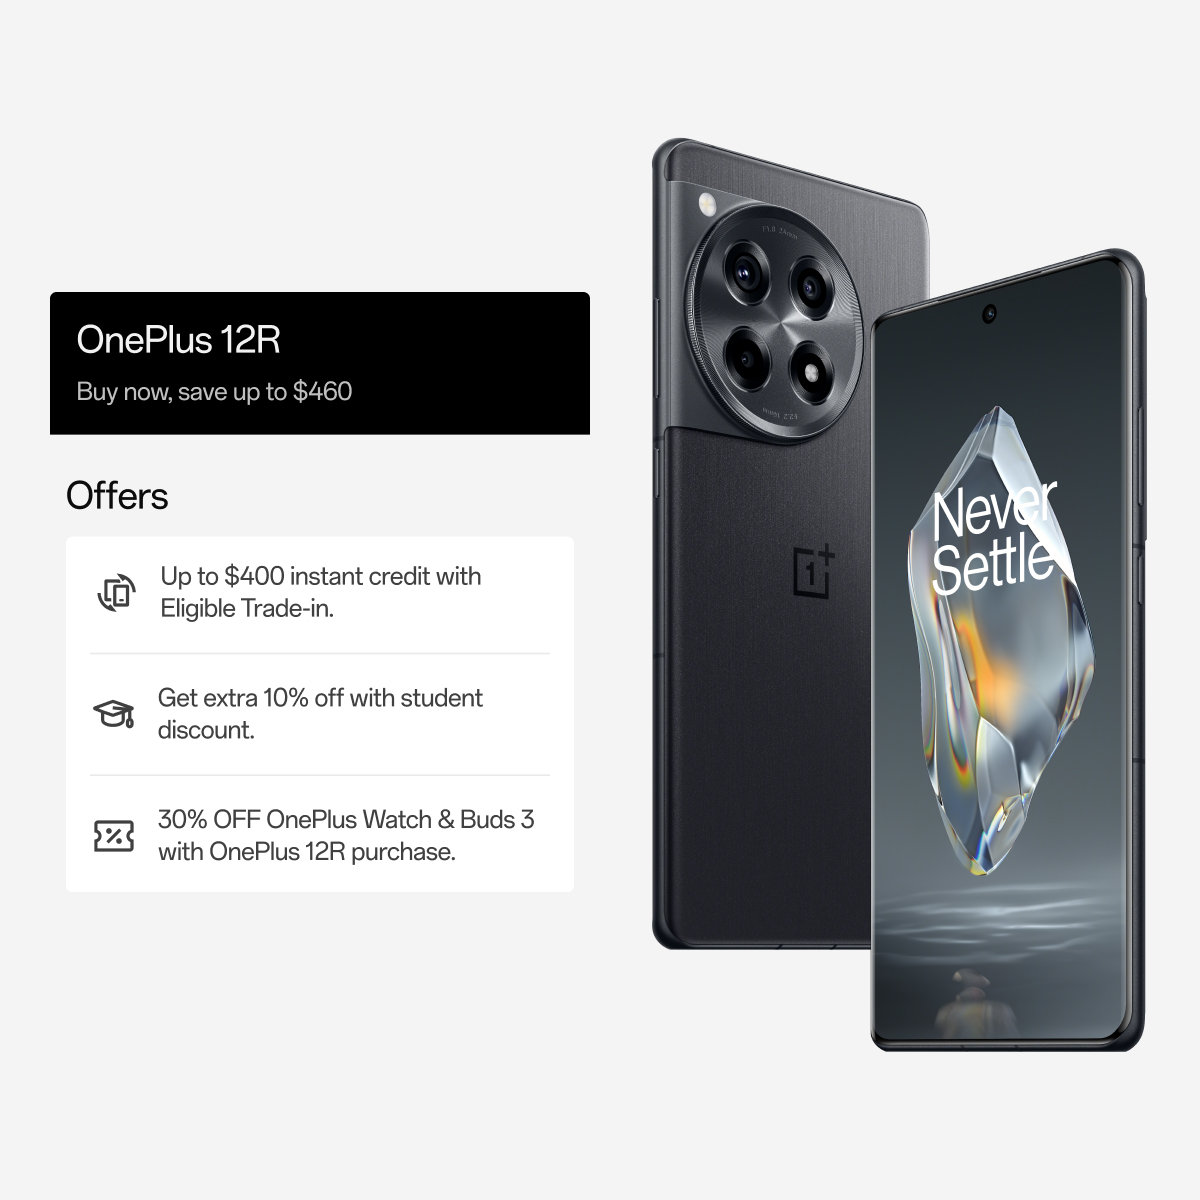 OnePlus 12R
Buy now, save up to $460
Offers
Up to $400 instant credit with
Eligible Trade-in.
Get extra 10% off with student
discount.
30% OFF OnePlus Watch & Buds 3
with OnePlus 12R purchase.
1+
Never
Settle